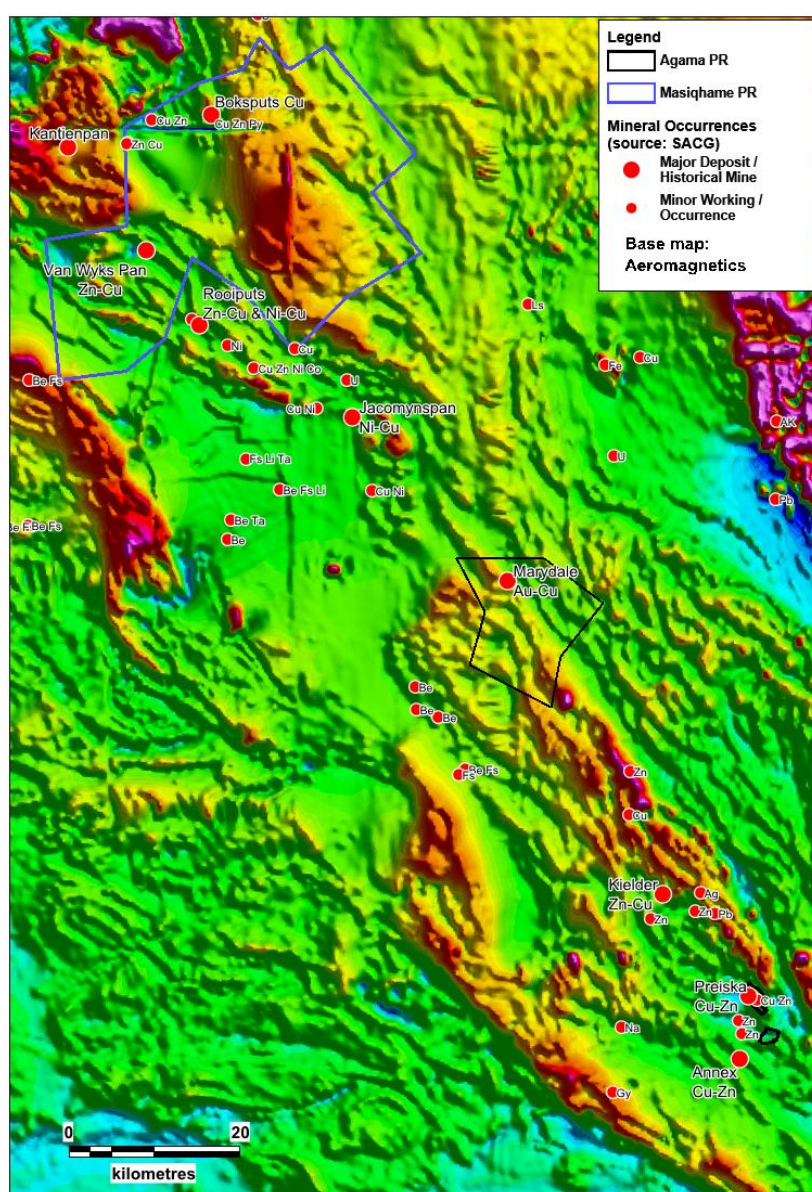 Legend
Agama PR
Masiqhame PR
Mineral Occurrences
(source: SACG)
Major Deposit /
Historical Mine
Minor Working /
Occurrence
Base map:
Aeromagnetics
Boksputs Cu
Cu Zn Py
Cu Zn
Kantienpan
Zn Cu
Van Wyks Pan
Zn-Cu
Rooiputs
Zn-Cu & Ni-Cu
Ls
Ni
Cu
Cu
Fe
Cu Zn Ni Co
U
Be Fs
Cu Ni
Jacomynspan
Ni-Cu
AK
Fs Li Ta
U
Be Fs Li
Cu Ni
Pb
Be Ta
Be F
Be Fs
Be
Marydale
Au-Cu
Be
Be
Be
Be Fs
Fs
Zn
Cu
Kielder
Zn-Cu
Ag
Zn
Pb
Zn
Preiska
Cu-Zn
Cu Zn
Zn
Na
Zn
Annex
Cu-Zn
Gy
0 20
kilometres